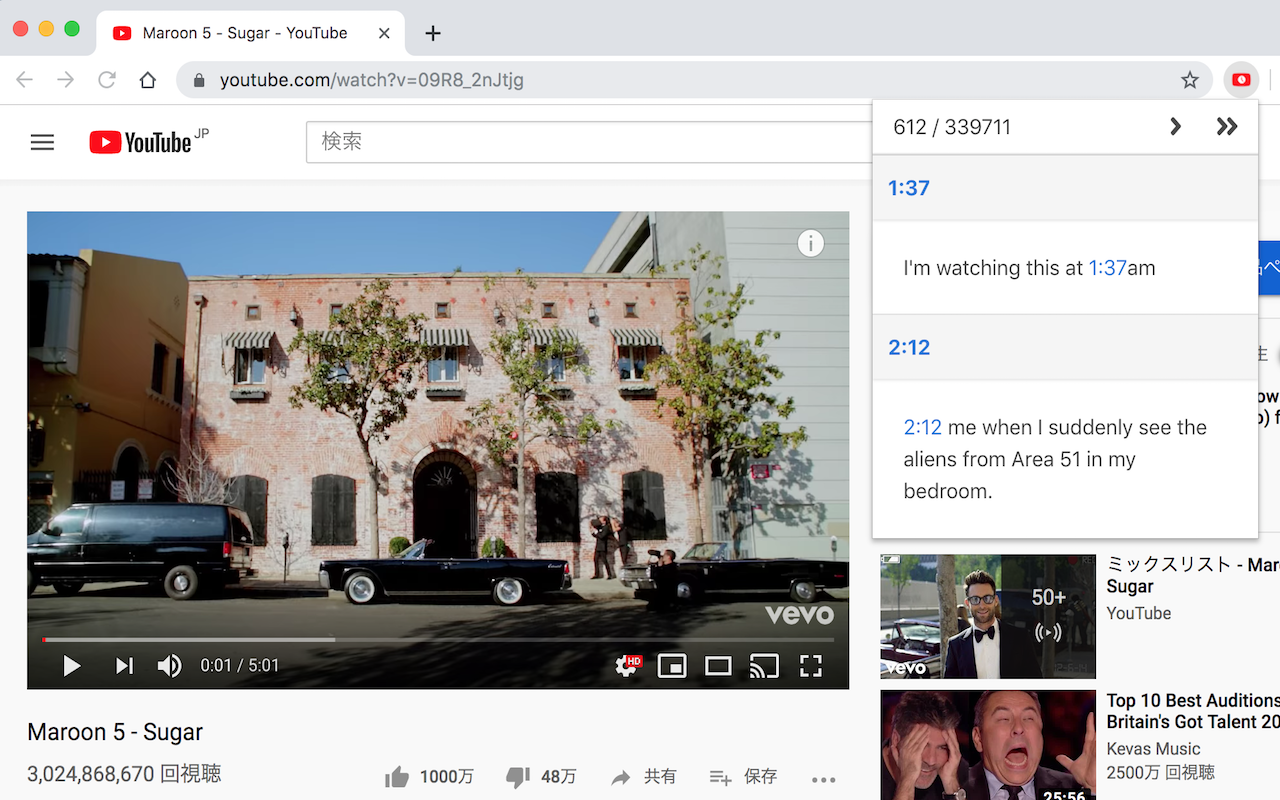 Maroon 5 - Sugar - YouTube
youtube.com/watch?v=09R8_2nJtjg
YouTube JP
検索
612 / 339711
1:37
I'm watching this at 1:37am
2:12
2:12 me when I suddenly see the
aliens from Area 51 in my
bedroom.
vevo
0:01 / 5:01
HD
Maroon 5 - Sugar
3,024,868,670 回視聴
1000万
48万
共有
保存
50+
vevo
ミックスリスト - Mar
Sugar
YouTube
25:56
Top 10 Best Auditions
Britain's Got Talent 20
Kevas Music
2500万 回視聴